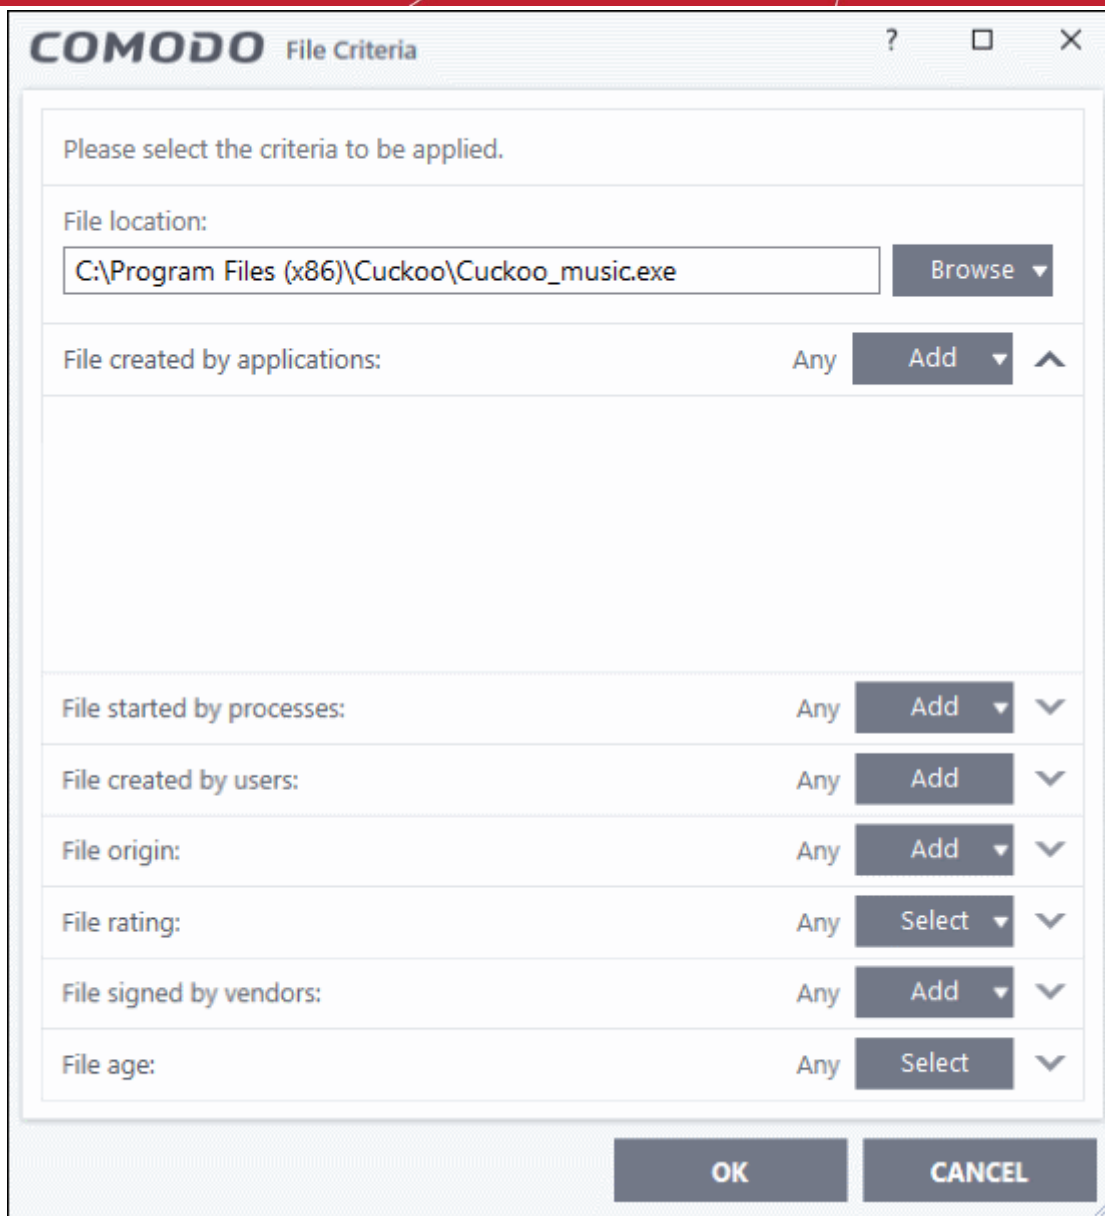 COMODO File Criteria ?
Please select the criteria to be applied.
File location:
C:\Program Files (x86)\Cuckoo\Cuckoo_music.exe Browse
File created by applications: Any Add
File started by processes: Any Add
File created by users: Any Add
File origin: Any Add
File rating: Any Select
File signed by vendors: Any Add
File age: Any Select
OK CANCEL